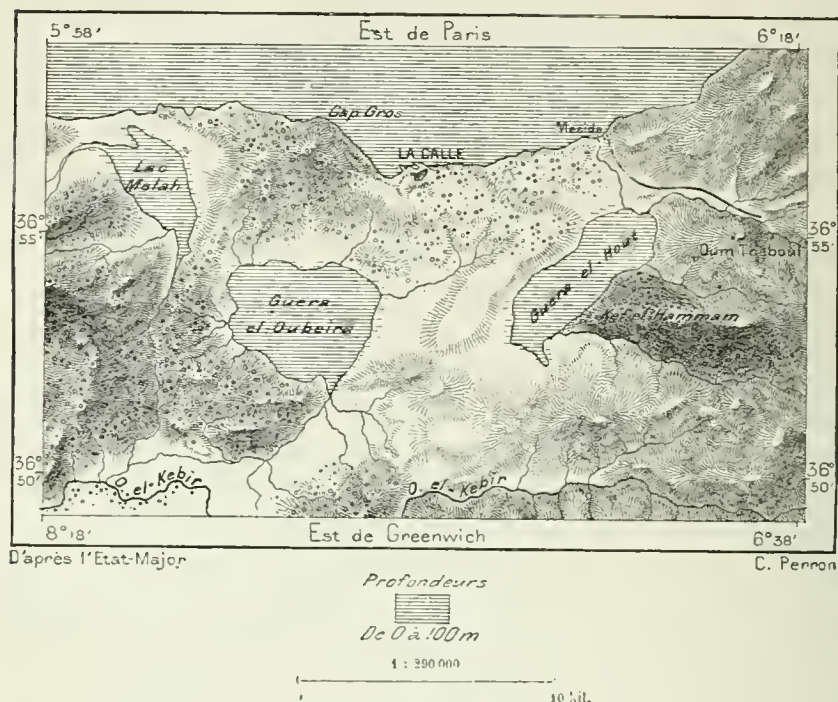 5°58' Est de Paris 6°18'
Cap Gros
Messida
LA CALLE
Lac
Melah
36°
55'
36°
55'
Oum Teboul
Guera el-Hout
Guera
el-Oubeira
Kef el-Hammam
36°
50'
36°
50'
O. el-Kebir
O. el-Kebir
8°18' Est de Greenwich 6°38'
D'après l'Etat-Major C. Perron
Profondeurs
De 0 à 100 m
10 kil.